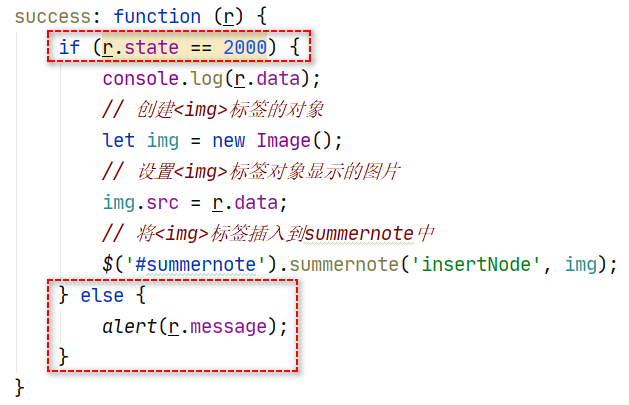 success: function (r) {
if (r.state == 2000) {
console.log(r.data);
// 创建<img>标签的对象
let img = new Image();
// 设置<img>标签对象显示的图片
img.src = r.data;
// 将<img>标签插入到summernote中
$('#summernote').summernote('insertNode', img);
} else {
alert(r.message);
}
}